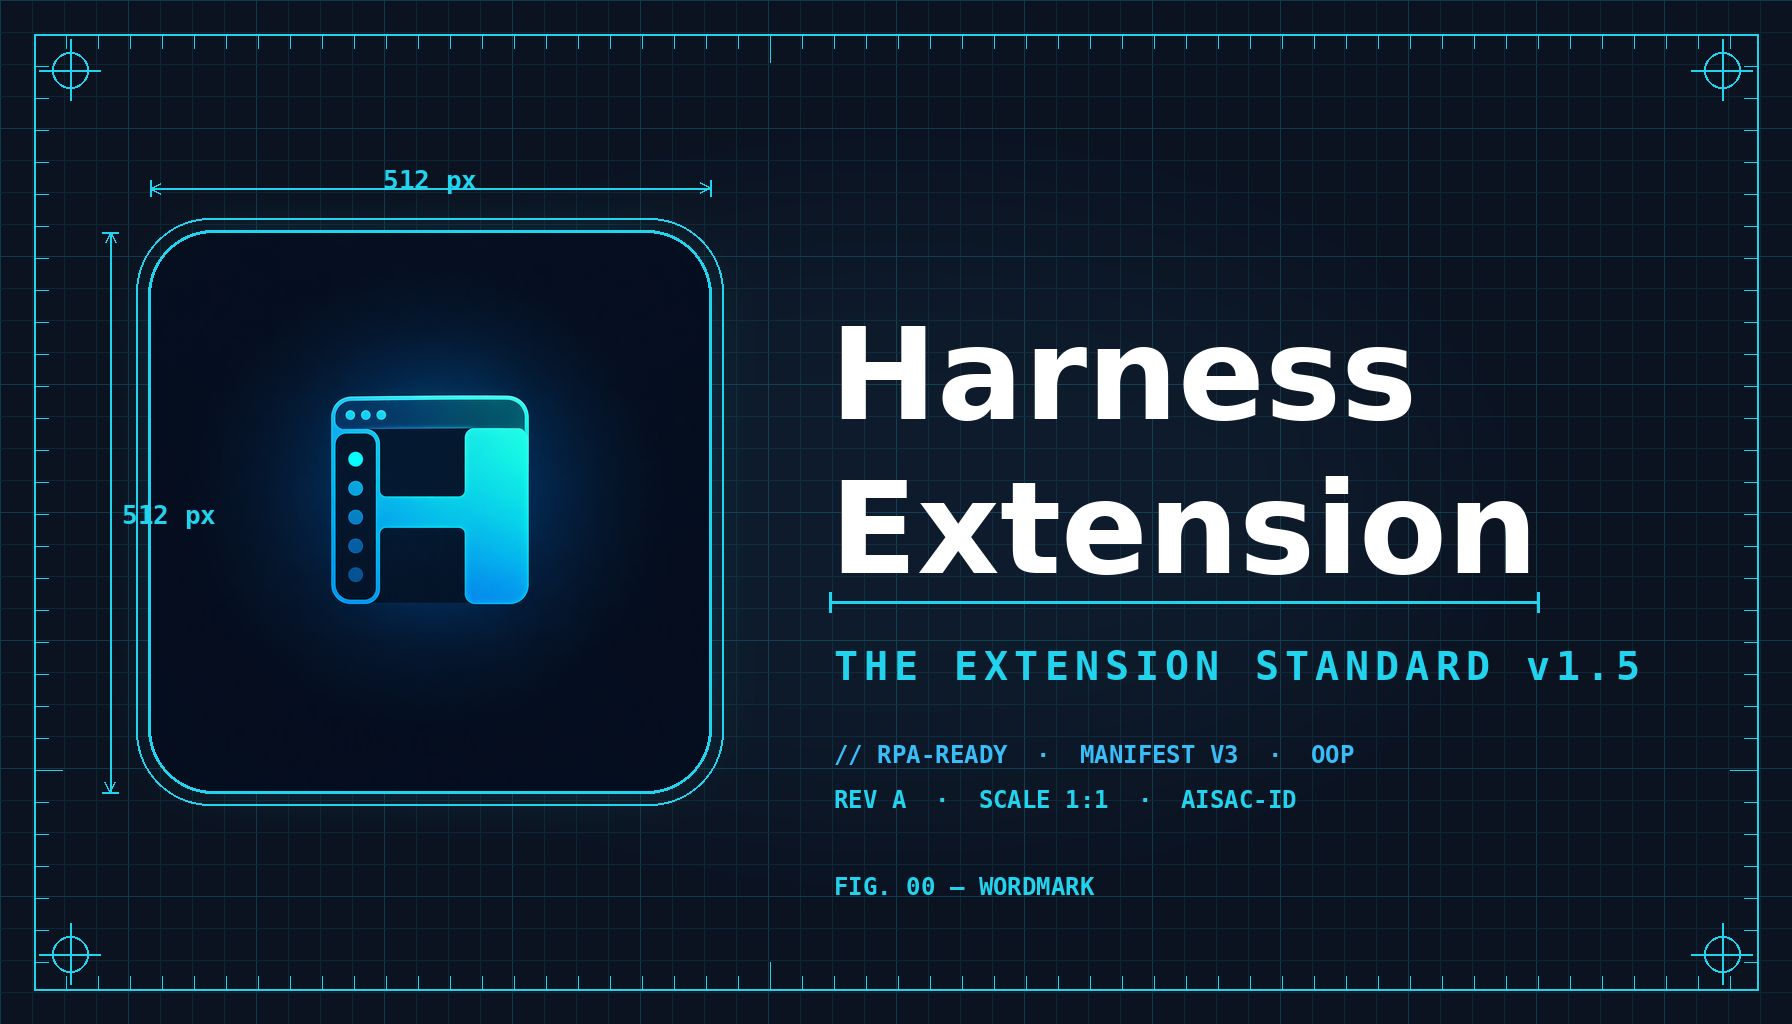 512 px
512 px
Harness
Extension
THE EXTENSION STANDARD v1.5
// RPA-READY · MANIFEST V3 · OOP
REV A · SCALE 1:1 · AISAC-ID
FIG. 00 — WORDMARK